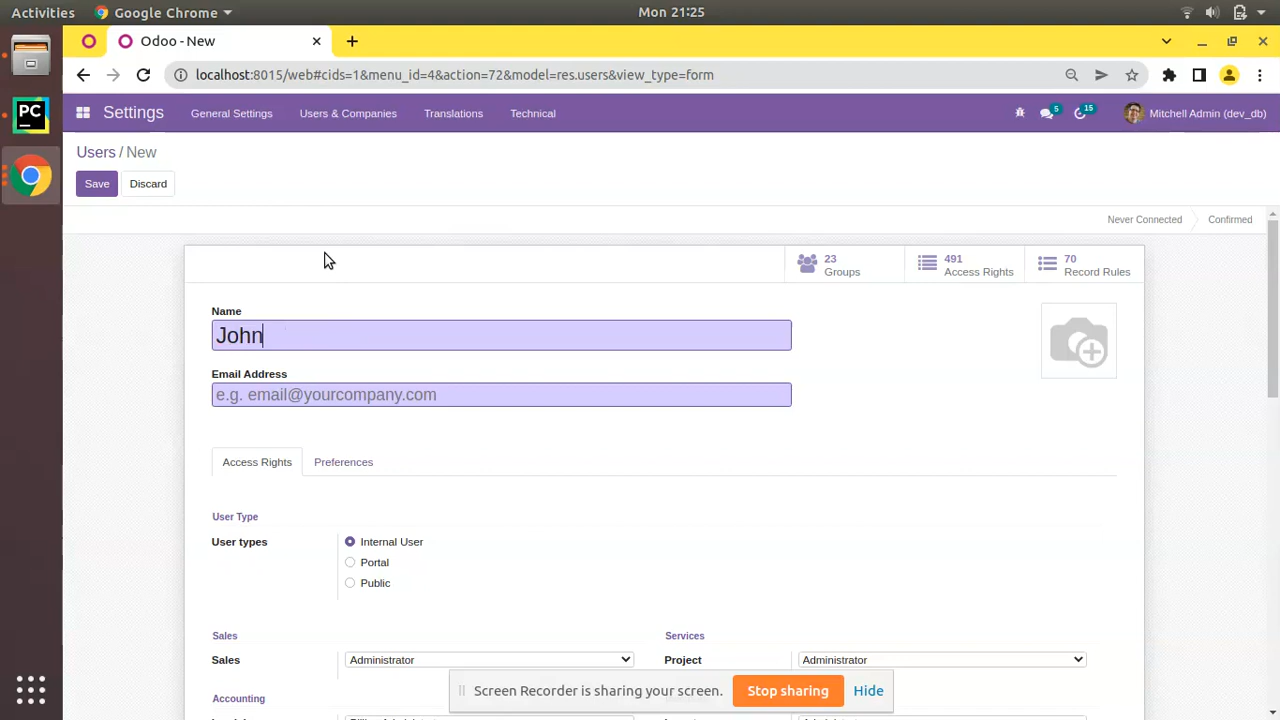 Activities Google Chrome Mon 21:25
Odoo - New
localhost:8015/web#cids=1&menu_id=4&action=72&model=res.users&view_type=form
PC
Settings General Settings Users & Companies Translations Technical 5 15 Mitchell Admin (dev_db)
Users / New
Save Discard
Never Connected Confirmed
23 Groups
491 Access Rights
70 Record Rules
Name
John
Email Address
e.g. email@yourcompany.com
Access Rights Preferences
User Type
User types Internal User
Portal
Public
Sales Services
Sales Administrator Project Administrator
Screen Recorder is sharing your screen. Stop sharing Hide
Accounting